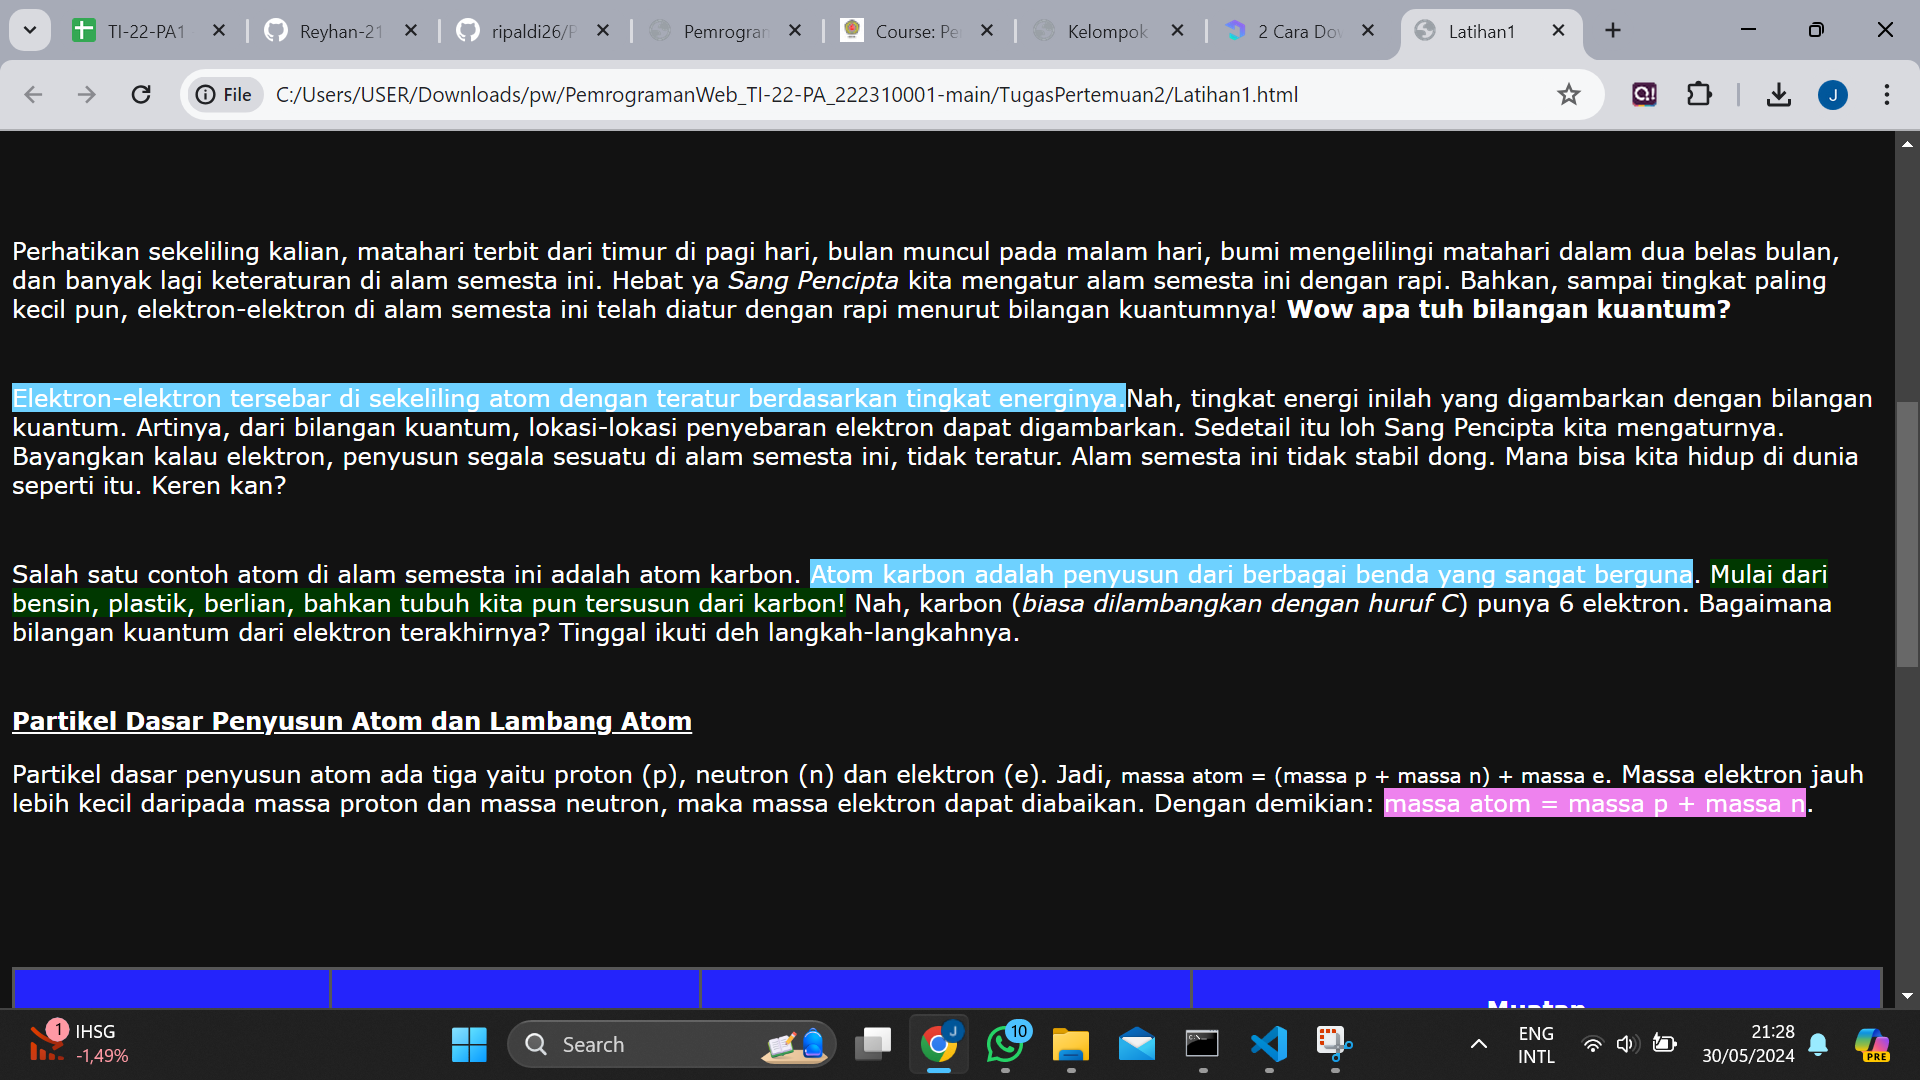 TI-22-PA1
Reyhan-21
ripaldi26/P
Pemrogram
Course: Pe
Kelompok
2 Cara Dow
Latihan1
File
C:/Users/USER/Downloads/pw/PemrogramanWeb_TI-22-PA_222310001-main/TugasPertemuan2/Latihan1.html
J
Perhatikan sekeliling kalian, matahari terbit dari timur di pagi hari, bulan muncul pada malam hari, bumi mengelilingi matahari dalam dua belas bulan,
dan banyak lagi keteraturan di alam semesta ini. Hebat ya Sang Pencipta kita mengatur alam semesta ini dengan rapi. Bahkan, sampai tingkat paling
kecil pun, elektron-elektron di alam semesta ini telah diatur dengan rapi menurut bilangan kuantumnya! Wow apa tuh bilangan kuantum?
Elektron-elektron tersebar di sekeliling atom dengan teratur berdasarkan tingkat energinya.Nah, tingkat energi inilah yang digambarkan dengan bilangan
kuantum. Artinya, dari bilangan kuantum, lokasi-lokasi penyebaran elektron dapat digambarkan. Sedetail itu loh Sang Pencipta kita mengaturnya.
Bayangkan kalau elektron, penyusun segala sesuatu di alam semesta ini, tidak teratur. Alam semesta ini tidak stabil dong. Mana bisa kita hidup di dunia
seperti itu. Keren kan?
Salah satu contoh atom di alam semesta ini adalah atom karbon. Atom karbon adalah penyusun dari berbagai benda yang sangat berguna. Mulai dari
bensin, plastik, berlian, bahkan tubuh kita pun tersusun dari karbon! Nah, karbon (biasa dilambangkan dengan huruf C) punya 6 elektron. Bagaimana
bilangan kuantum dari elektron terakhirnya? Tinggal ikuti deh langkah-langkahnya.
Partikel Dasar Penyusun Atom dan Lambang Atom
Partikel dasar penyusun atom ada tiga yaitu proton (p), neutron (n) dan elektron (e). Jadi, massa atom = (massa p + massa n) + massa e. Massa elektron jauh
lebih kecil daripada massa proton dan massa neutron, maka massa elektron dapat diabaikan. Dengan demikian: massa atom = massa p + massa n.
Muatan
1
IHSG
-1,49%
Search
J
10
ENG
INTL
21:28
30/05/2024
PRE